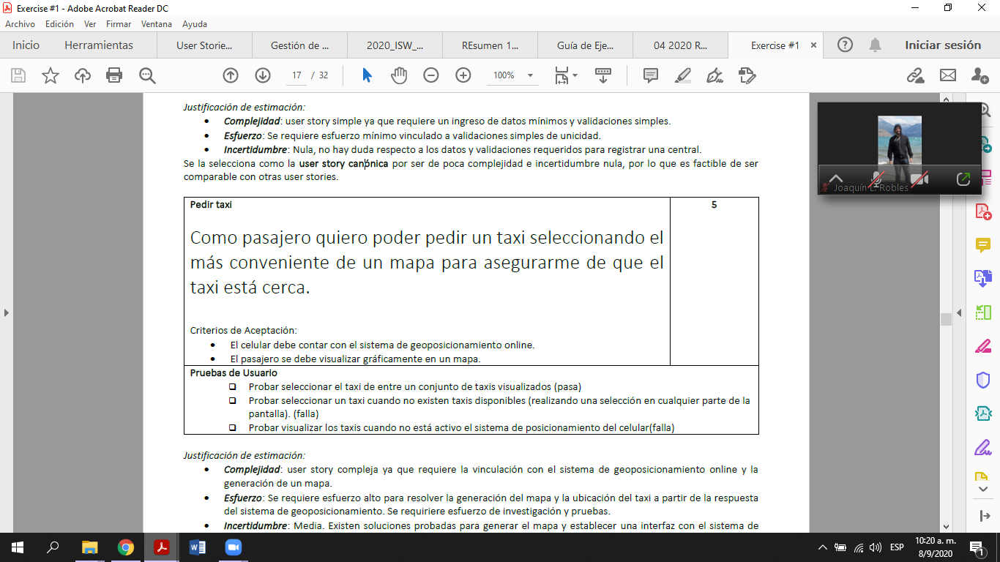 Exercise #1 - Adobe Acrobat Reader DC
Archivo Edición Ver Firmar Ventana Ayuda
Inicio Herramientas User Storie... Gestión de ... 2020_ISW_... REsumen 1... Guía de Eje... 04 2020 R... Exercise #1 Iniciar sesión
17 / 32 100%
Justificación de estimación:
• Complejidad: user story simple ya que requiere un ingreso de datos mínimos y validaciones simples.
• Esfuerzo: Se requiere esfuerzo mínimo vinculado a validaciones simples de unicidad.
• Incertidumbre: Nula, no hay duda respecto a los datos y validaciones requeridos para registrar una central.
Se la selecciona como la user story canónica por ser de poca complejidad e incertidumbre nula, por lo que es factible de ser
comparable con otras user stories.
Joaquín L. Robles
Pedir taxi 5
Como pasajero quiero poder pedir un taxi seleccionando el
más conveniente de un mapa para asegurarme de que el
taxi está cerca.
Criterios de Aceptación:
• El celular debe contar con el sistema de geoposicionamiento online.
• El pasajero se debe visualizar gráficamente en un mapa.
Pruebas de Usuario
❑ Probar seleccionar el taxi de entre un conjunto de taxis visualizados (pasa)
❑ Probar seleccionar un taxi cuando no existen taxis disponibles (realizando una selección en cualquier parte de la
pantalla). (falla)
❑ Probar visualizar los taxis cuando no está activo el sistema de posicionamiento del celular(falla)
Justificación de estimación:
• Complejidad: user story compleja ya que requiere la vinculación con el sistema de geoposicionamiento online y la
generación de un mapa.
• Esfuerzo: Se requiere esfuerzo alto para resolver la generación del mapa y la ubicación del taxi a partir de la respuesta
del sistema de geoposicionamiento. Se requiriere esfuerzo de investigación y pruebas.
• Incertidumbre: Media. Existen soluciones probadas para generar el mapa y establecer una interfaz con el sistema de
ESP
10:20 a. m.
8/9/2020
1